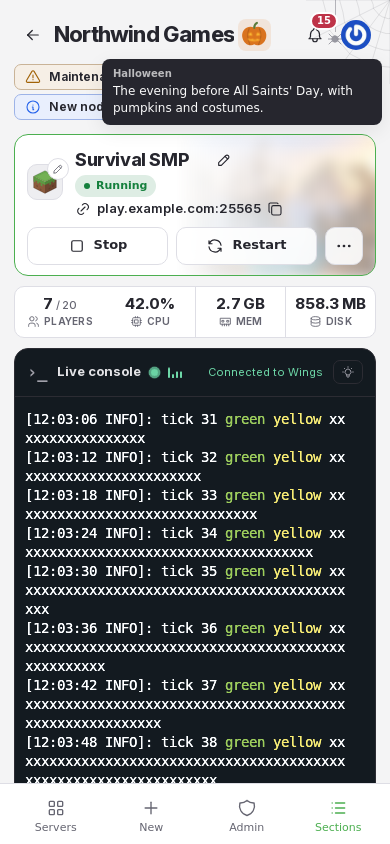 Northwind Games
15
Halloween
The evening before All Saints' Day, with
pumpkins and costumes.
New
Survival SMP
Running
play.example.com:25565
Stop
Restart
7 / 20
PLAYERS
42.0%
CPU
2.7 GB
MEM
858.3 MB
DISK
Live console
Connected to Wings
[12:03:06 INFO]: tick 31 green yellow xx
xxxxxxxxxxxxxxx
[12:03:12 INFO]: tick 32 green yellow xx
xxxxxxxxxxxxxxxxxxxxxx
[12:03:18 INFO]: tick 33 green yellow xx
xxxxxxxxxxxxxxxxxxxxxxxxxxxxx
[12:03:24 INFO]: tick 34 green yellow xx
xxxxxxxxxxxxxxxxxxxxxxxxxxxxxxxxxxxx
[12:03:30 INFO]: tick 35 green yellow xx
xxxxxxxxxxxxxxxxxxxxxxxxxxxxxxxxxxxxxxxx
xxx
[12:03:36 INFO]: tick 36 green yellow xx
xxxxxxxxxxxxxxxxxxxxxxxxxxxxxxxxxxxxxxxx
xxxxxxxxxx
[12:03:42 INFO]: tick 37 green yellow xx
xxxxxxxxxxxxxxxxxxxxxxxxxxxxxxxxxxxxxxxx
xxxxxxxxxxxxxxxxx
[12:03:48 INFO]: tick 38 green yellow xx
xxxxxxxxxxxxxxxxxxxxxxxxxxxxxxxxxxxxxxxx
xxxxxxxxxxxxxxxxxxxxxxxx
Servers
New
Admin
Sections